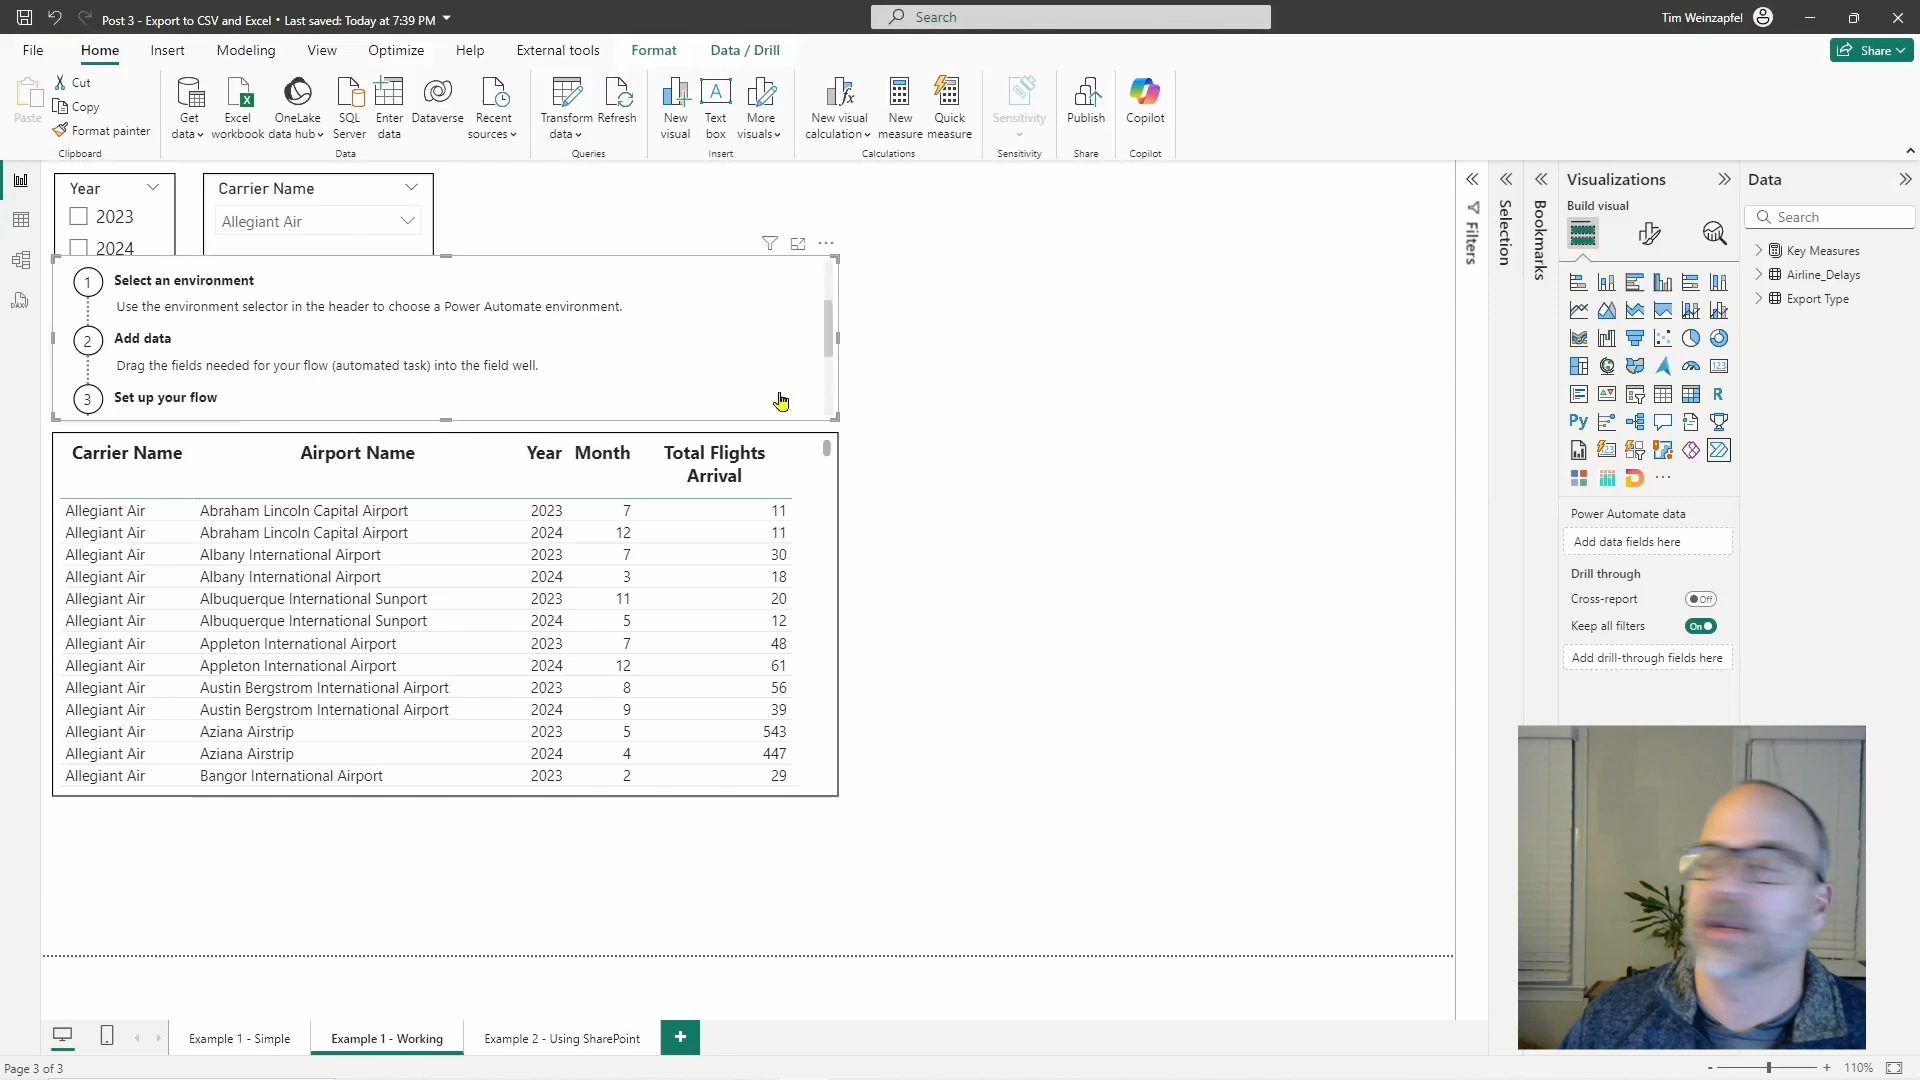 Post 3 - Export to CSV and Excel • Last saved: Today at 7:39 PM
Search
Tim Weinzapfel
File
Home
Insert
Modeling
View
Optimize
Help
External tools
Format
Data / Drill
Share
Paste
Cut
Copy
Format painter
Clipboard
Get data
Excel workbook
OneLake data hub
SQL Server
Enter data
Dataverse
Recent sources
Data
Transform data
Refresh
Queries
New visual
Text box
More visuals
Insert
New visual calculation
New measure
Quick measure
Calculations
Sensitivity
Sensitivity
Publish
Share
Copilot
Copilot
Year
2023
2024
Carrier Name
Allegiant Air
1 Select an environment
Use the environment selector in the header to choose a Power Automate environment.
2 Add data
Drag the fields needed for your flow (automated task) into the field well.
3 Set up your flow
Carrier Name Airport Name Year Month Total Flights Arrival
Allegiant Air Abraham Lincoln Capital Airport 2023 7 11
Allegiant Air Abraham Lincoln Capital Airport 2024 12 11
Allegiant Air Albany International Airport 2023 7 30
Allegiant Air Albany International Airport 2024 3 18
Allegiant Air Albuquerque International Sunport 2023 11 20
Allegiant Air Albuquerque International Sunport 2024 5 12
Allegiant Air Appleton International Airport 2023 7 48
Allegiant Air Appleton International Airport 2024 12 61
Allegiant Air Austin Bergstrom International Airport 2023 8 56
Allegiant Air Austin Bergstrom International Airport 2024 9 39
Allegiant Air Aziana Airstrip 2023 5 543
Allegiant Air Aziana Airstrip 2024 4 447
Allegiant Air Bangor International Airport 2023 2 29
Filters
Selection
Bookmarks
Visualizations
Build visual
R
Py
123
Power Automate data
Add data fields here
Drill through
Cross-report
Off
Keep all filters
On
Add drill-through fields here
Data
Search
Key Measures
Airline_Delays
Export Type
Example 1 - Simple
Example 1 - Working
Example 2 - Using SharePoint
+
Page 3 of 3
- + 110%